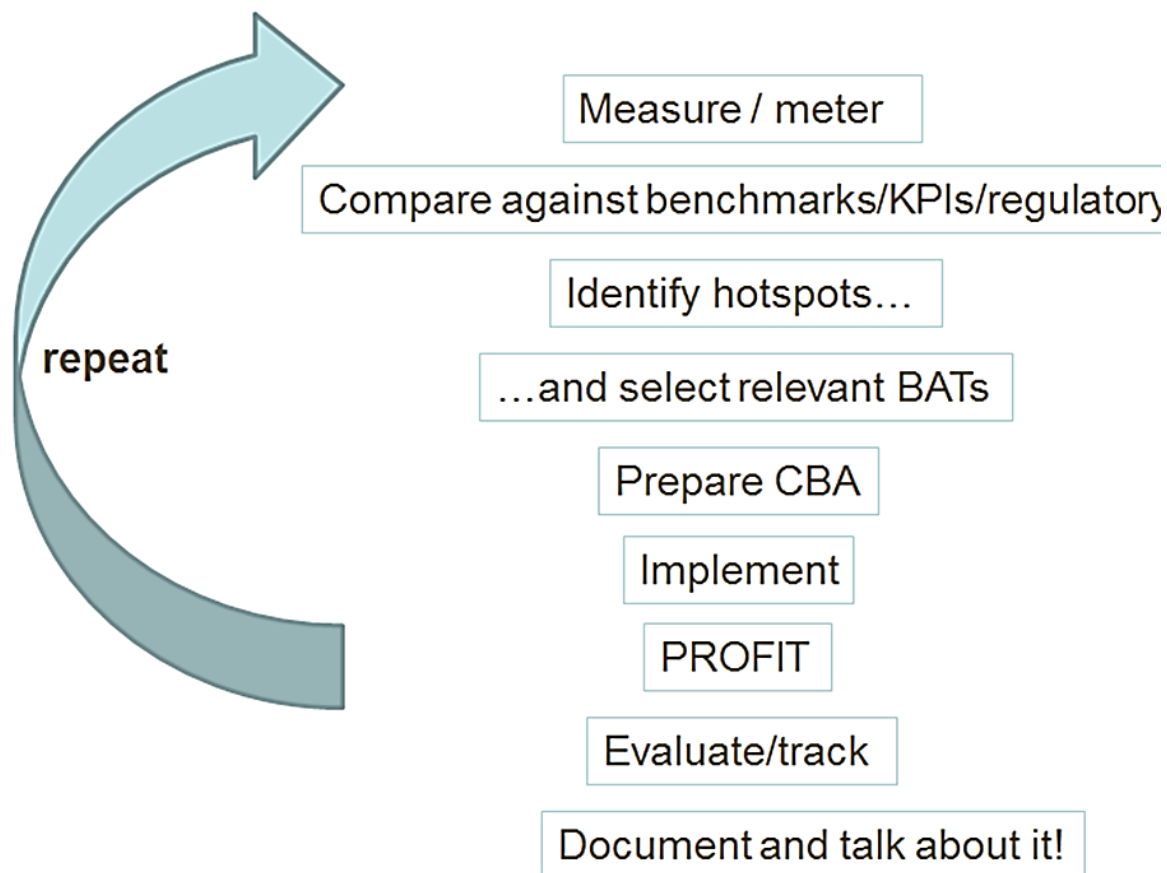 Measure / meter
Compare against benchmarks/KPIs/regulatory
Identify hotspots…
repeat
…and select relevant BATs
Prepare CBA
Implement
PROFIT
Evaluate/track
Document and talk about it!